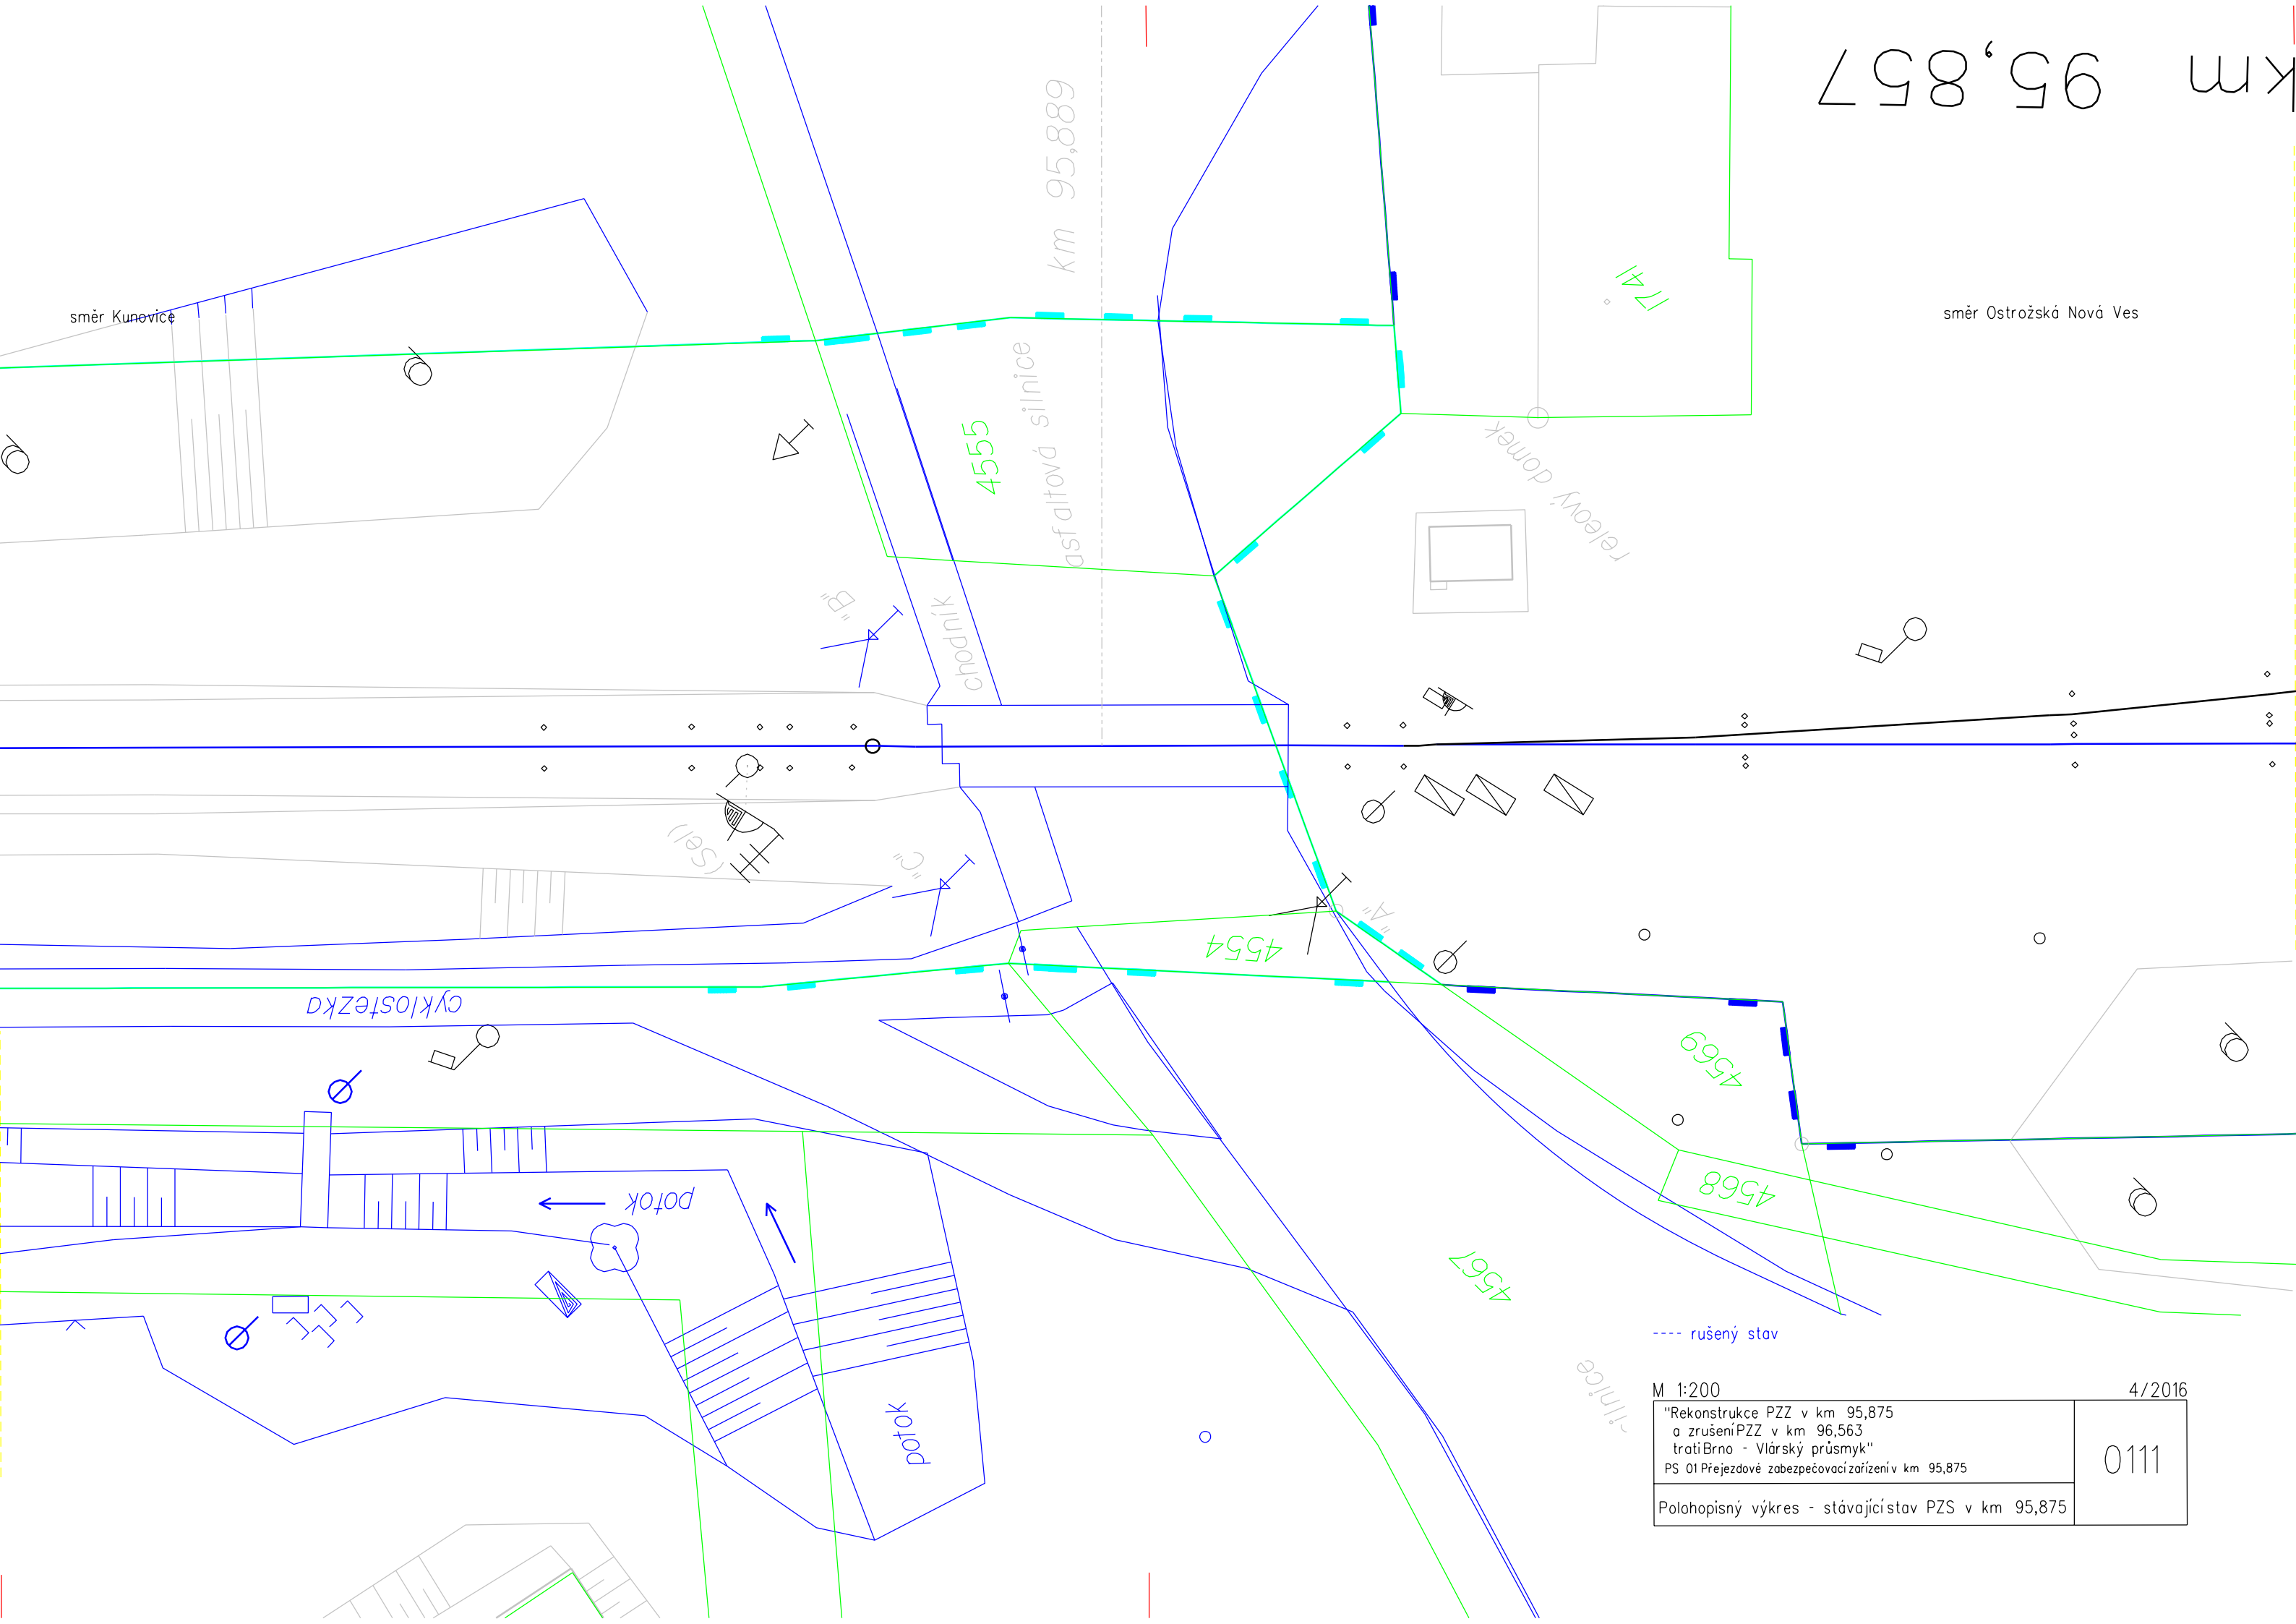 km 95,857
km 95,889
směr Kunovice
směr Ostrožská Nová Ves
1741
4555
asfaltová silnice
reléový domek
"B"
chodník
(Sel)
"C"
"A"
4554
cyklostezka
4569
4568
potok
4567
potok
---- rušený stav
M 1:200
4/2016
"Rekonstrukce PZZ v km 95,875
a zrušení PZZ v km 96,563
trati Brno - Vlárský průsmyk"
PS 01 Přejezdové zabezpečovací zařízení v km 95,875
0111
Polohopisný výkres - stávající stav PZS v km 95,875